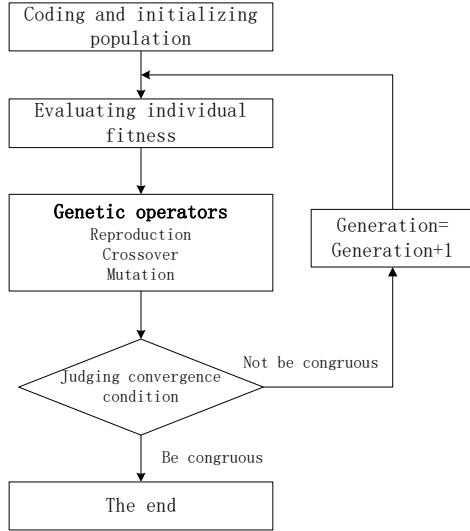 Coding and initializing
population
Evaluating individual
fitness
Genetic operators
Reproduction
Crossover
Mutation
Generation=
Generation+1
Not be congruous
Judging convergence
condition
Be congruous
The end